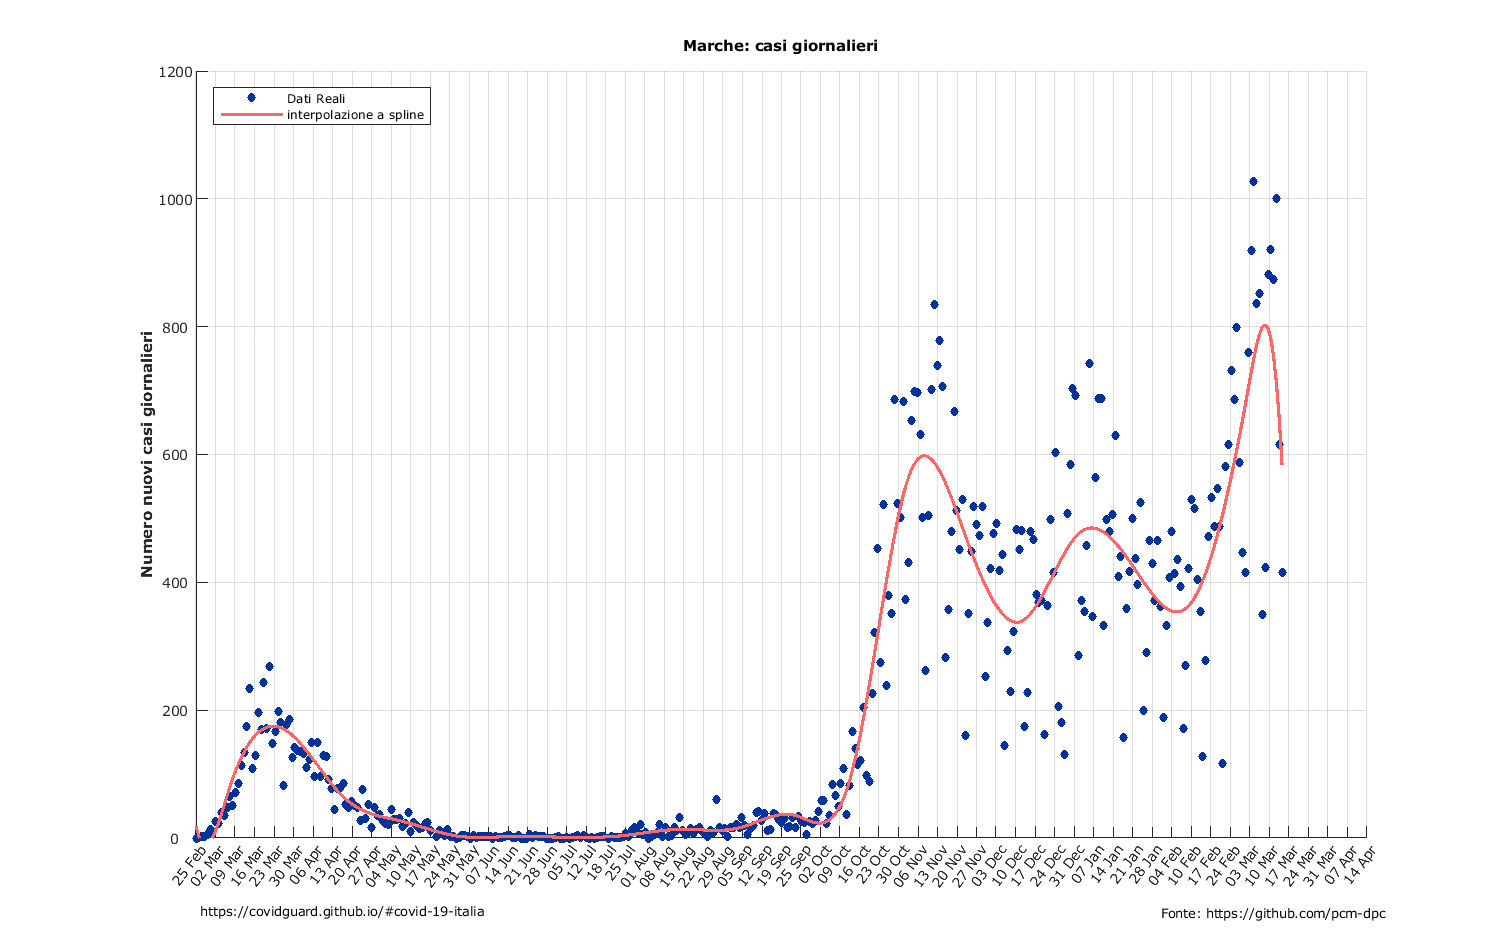 Marche: casi giornalieri
Dati Reali
interpolazione a spline
Numero nuovi casi giornalieri
1200
1000
800
600
400
200
0
25 Feb
02 Mar
09 Mar
16 Mar
23 Mar
30 Mar
06 Apr
13 Apr
20 Apr
27 Apr
04 May
10 May
17 May
24 May
31 May
07 Jun
14 Jun
21 Jun
28 Jun
05 Jul
12 Jul
18 Jul
25 Jul
01 Aug
08 Aug
15 Aug
22 Aug
29 Aug
05 Sep
12 Sep
19 Sep
25 Sep
02 Oct
09 Oct
16 Oct
23 Oct
30 Oct
06 Nov
13 Nov
20 Nov
27 Nov
03 Dec
10 Dec
17 Dec
24 Dec
31 Dec
07 Jan
14 Jan
21 Jan
28 Jan
04 Feb
10 Feb
17 Feb
24 Feb
03 Mar
10 Mar
17 Mar
24 Mar
31 Mar
07 Apr
14 Apr
https://covidguard.github.io/#covid-19-italia
Fonte: https://github.com/pcm-dpc